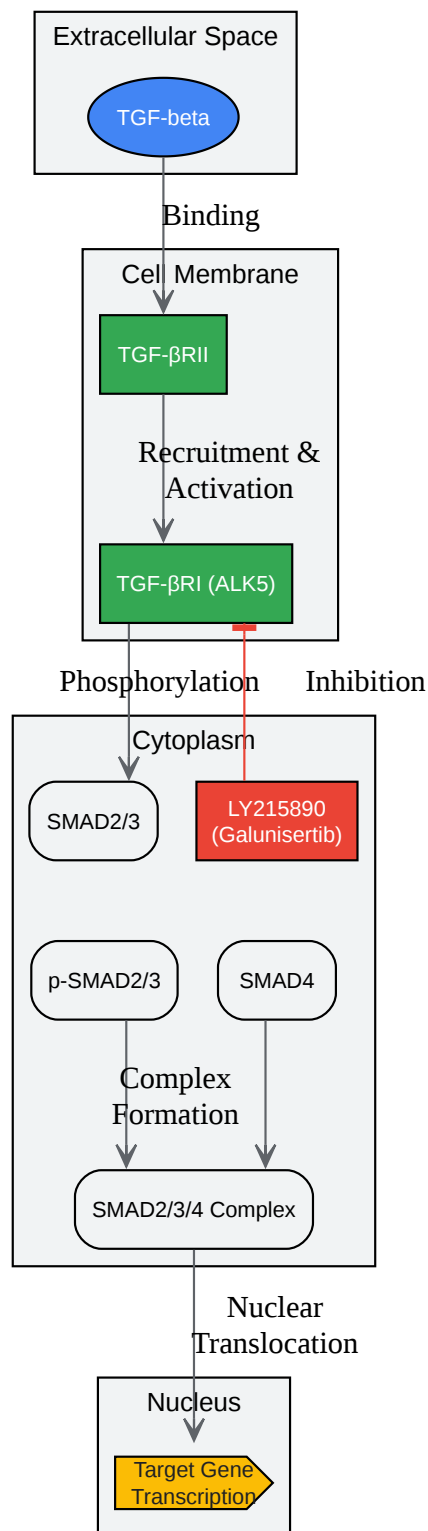 Extracellular Space
TGF-beta
Binding
Cell Membrane
TGF-βRII
Recruitment &
Activation
TGF-βRI (ALK5)
Phosphorylation
Inhibition
Cytoplasm
SMAD2/3
LY215890
(Galunisertib)
p-SMAD2/3
SMAD4
Complex
Formation
SMAD2/3/4 Complex
Nuclear
Translocation
Nucleus
Target Gene
Transcription